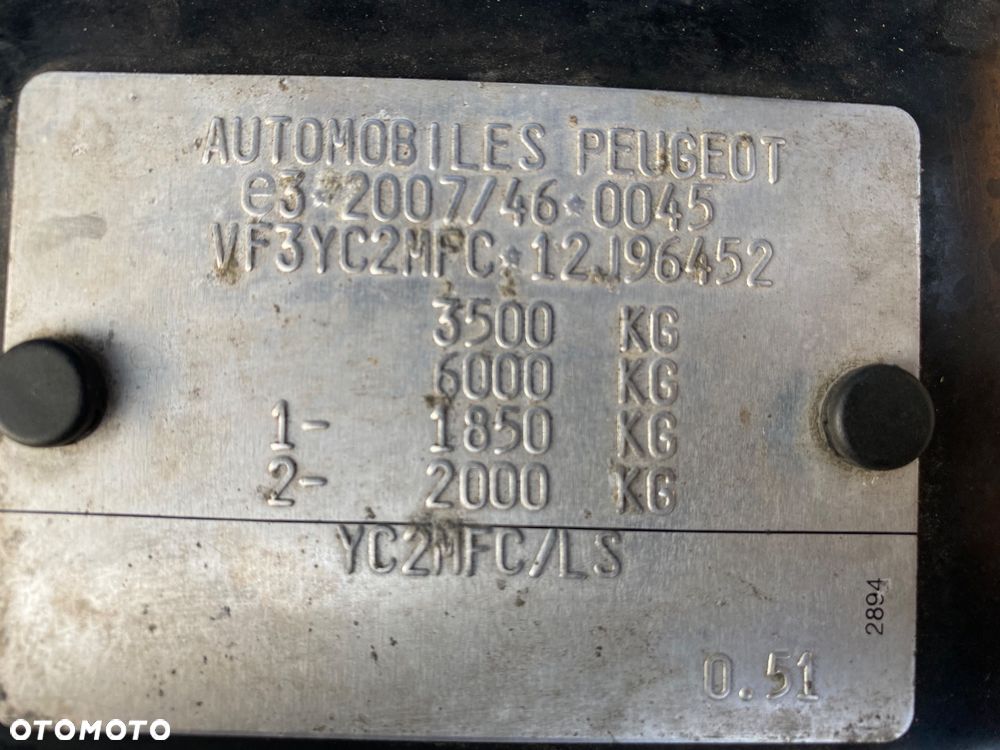 AUTOMOBILES PEUGEOT
e3*2007/46*0045
VF3YC2MFC*12J96452
3500 KG
6000 KG
1- 1850 KG
2- 2000 KG
YC2MFC/LS
2894
0.51
OTOMOTO